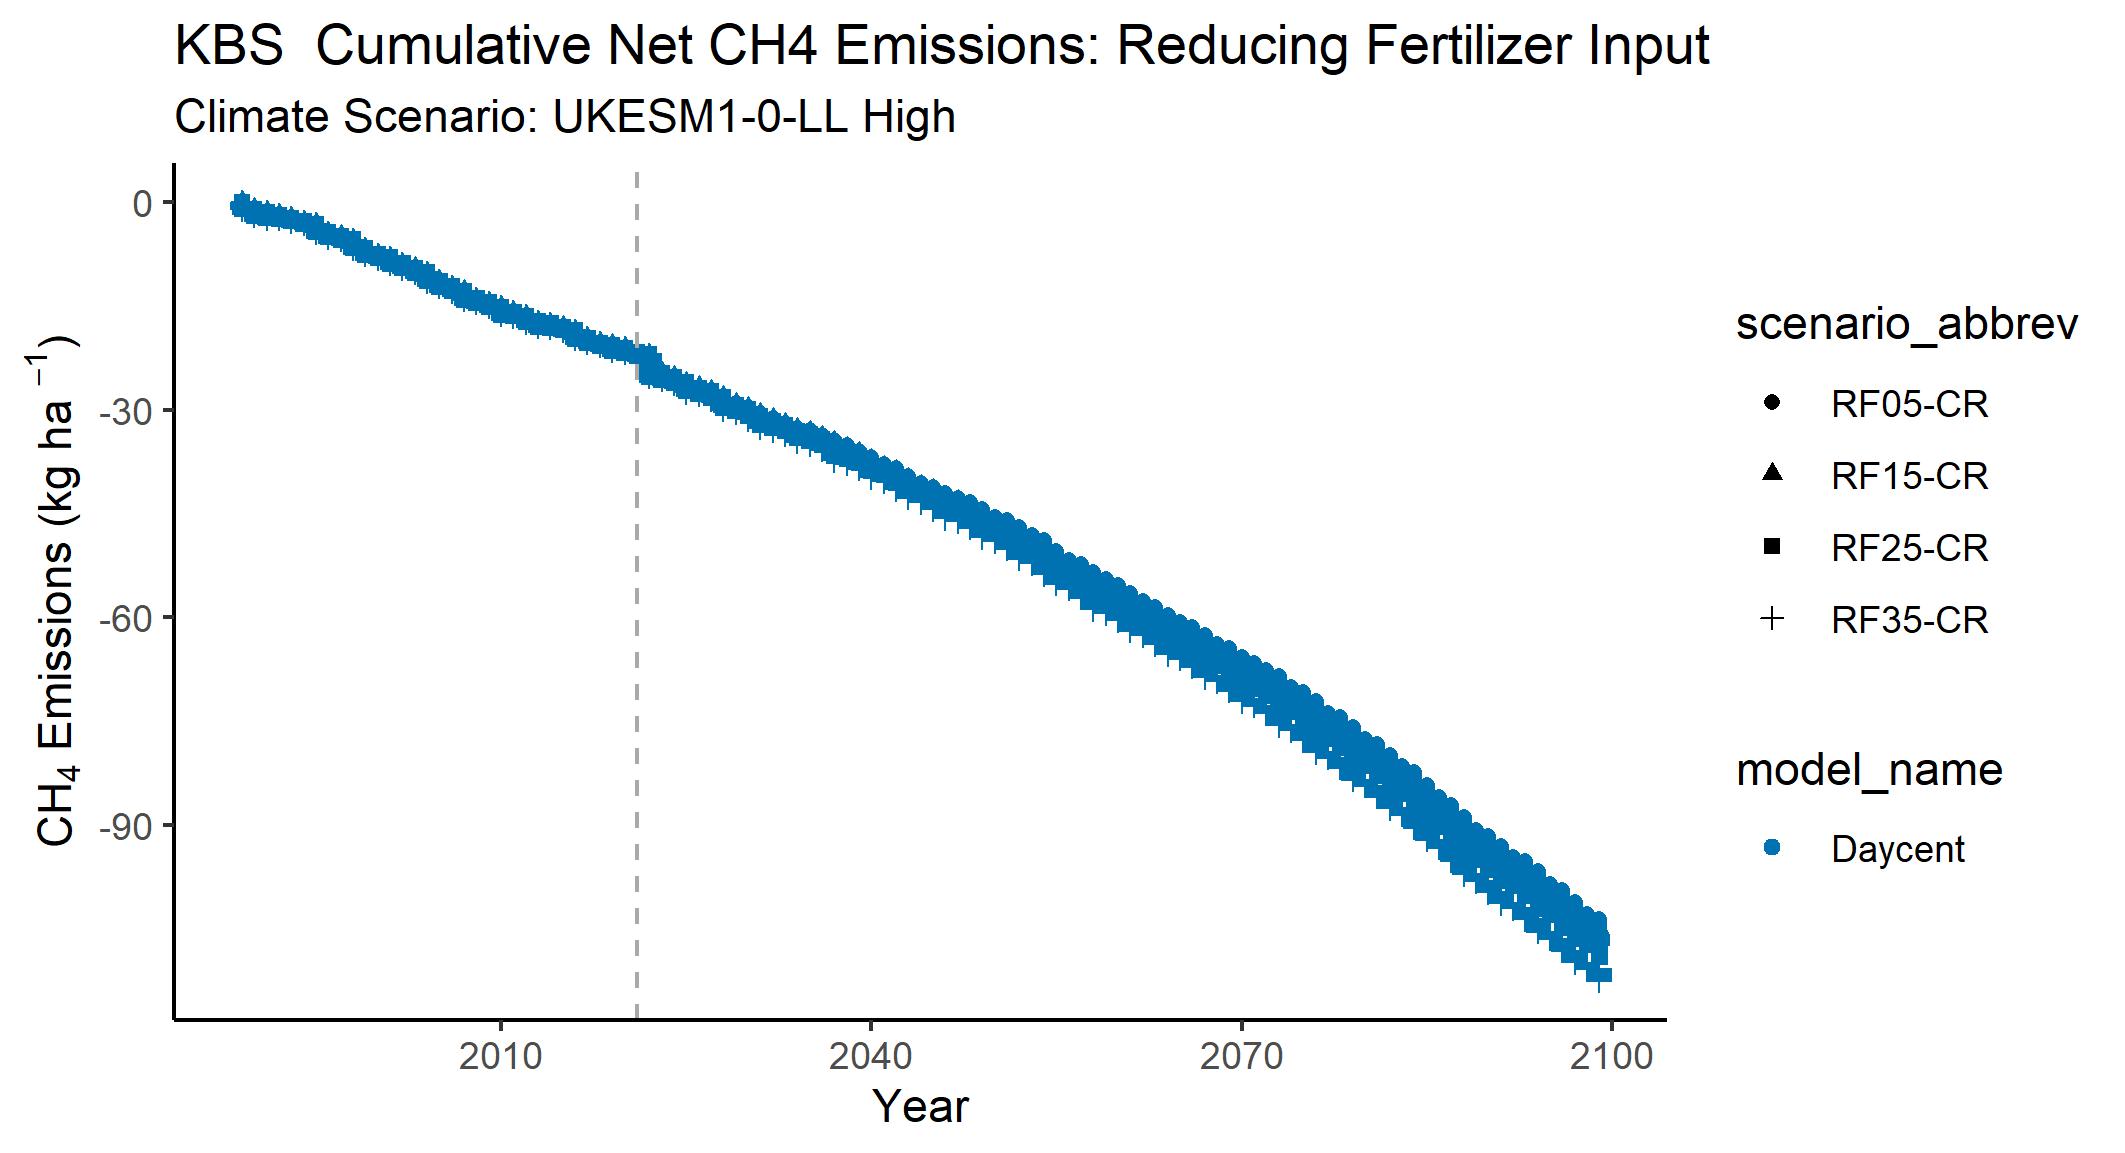 KBS  Cumulative Net CH4 Emissions: Reducing Fertilizer Input
Climate Scenario: UKESM1-0-LL High
CH₄ Emissions (kg ha ⁻¹)
0
-30
-60
-90
2010
2040
2070
2100
Year
scenario_abbrev
RF05-CR
RF15-CR
RF25-CR
RF35-CR
model_name
Daycent